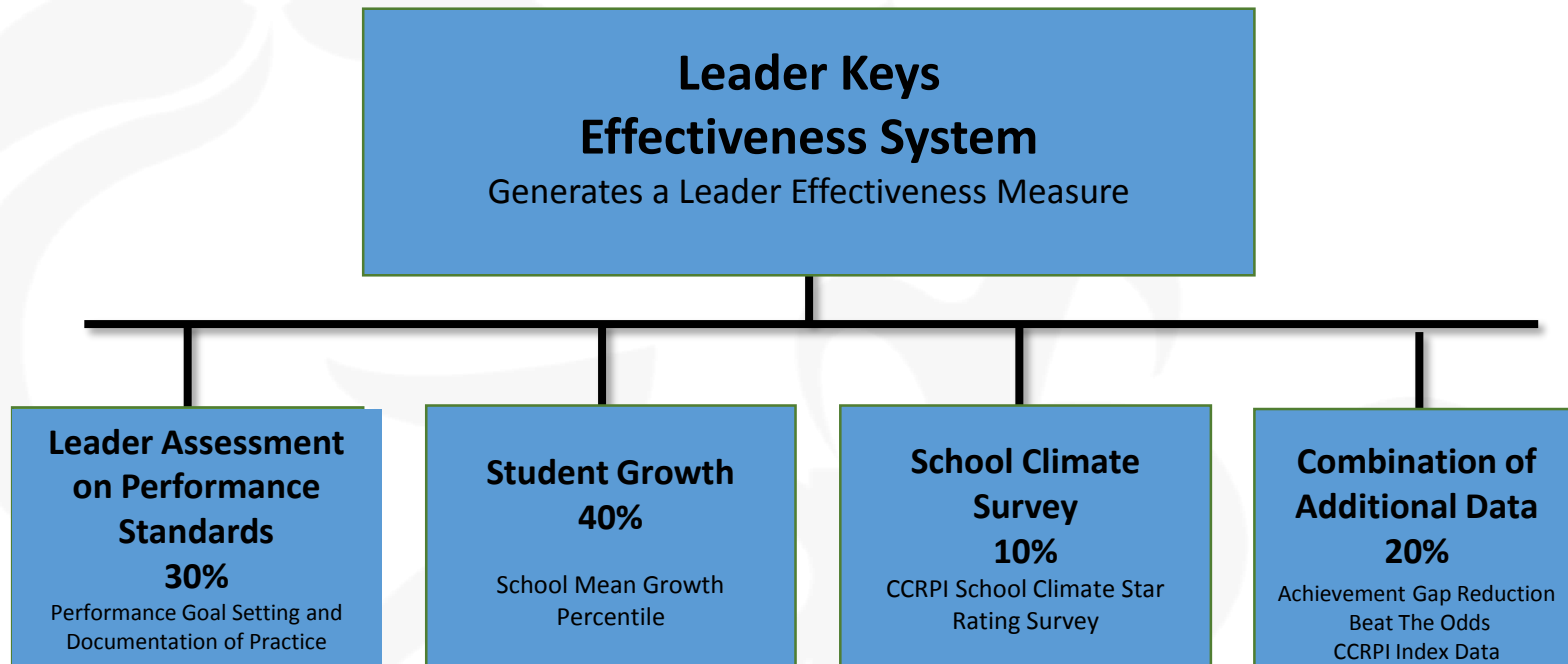 Leader Keys
Effectiveness System
Generates a Leader Effectiveness Measure
Leader Assessment
on Performance
Standards
30%
Performance Goal Setting and
Documentation of Practice
Student Growth
40%
School Mean Growth
Percentile
School Climate
Survey
10%
CCRPI School Climate Star
Rating Survey
Combination of
Additional Data
20%
Achievement Gap Reduction
Beat The Odds
CCRPI Index Data